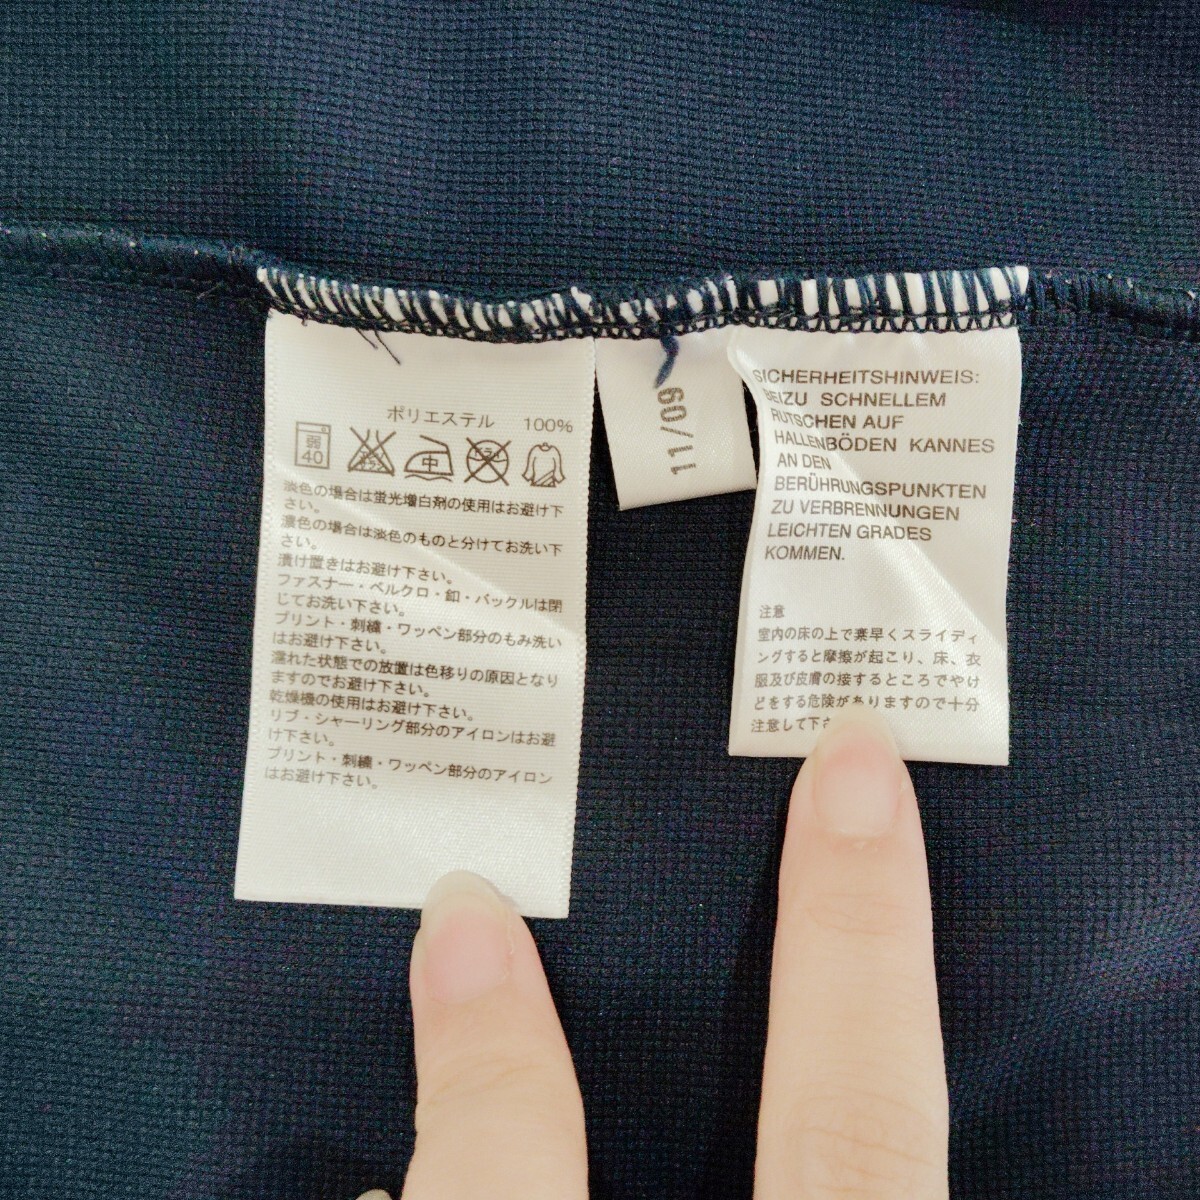 ポリエステル 100%
弱
40
エンソ
サラシ
中
ドライ
淡色の場合は蛍光増白剤の使用はお避け下
さい。
濃色の場合は淡色のものと分けてお洗い下
さい。
漬け置きはお避け下さい。
ファスナー・ベルクロ・釦・バックルは閉
じてお洗い下さい。
プリント・刺繍・ワッペン部分のもみ洗い
はお避け下さい。
濡れた状態での放置は色移りの原因となり
ますのでお避け下さい。
乾燥機の使用はお避け下さい。
リブ・シャーリング部分のアイロンはお避
け下さい。
プリント・刺繍・ワッペン部分のアイロン
はお避け下さい。
11/09
SICHERHEITSHINWEIS:
BEIZU SCHNELLEM
RUTSCHEN AUF
HALLENBÖDEN KANNES
AN DEN
BERÜHRUNGSPUNKTEN
ZU VERBRENNUNGEN
LEICHTEN GRADES
KOMMEN.
注意
室内の床の上で素早くスライディ
ングすると摩擦が起こり、床、衣
服及び皮膚の接するところでやけ
どをする危険がありますので十分
注意して下さ